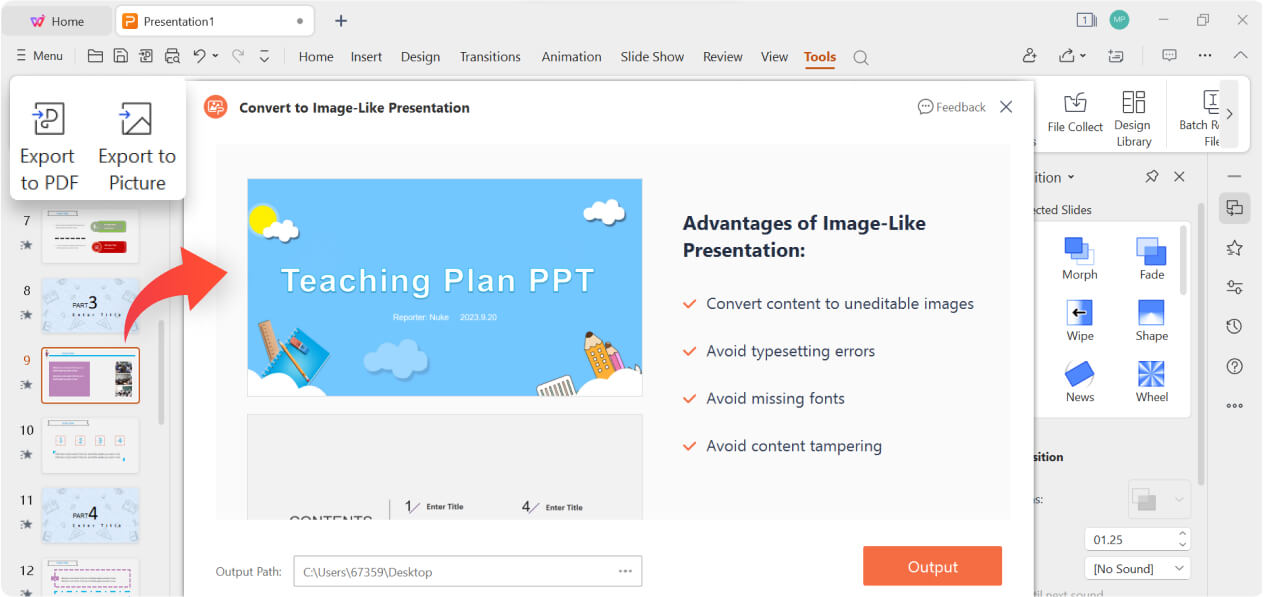 Home
Presentation1
1
MP
Menu
Home Insert Design Transitions Animation Slide Show Review View Tools
Export
to PDF
Export to
Picture
Convert to Image-Like Presentation
Feedback
File Collect
Design
Library
Batch R
File
7
8
PART 3
Enter Title
9
10
1 2 3 4
11
PART 4
Enter Title
12
Teaching Plan PPT
Reporter: Nuke 2023.9.20
CONTENTS
1/ Enter Title
4/ Enter Title
Advantages of Image-Like
Presentation:
Convert content to uneditable images
Avoid typesetting errors
Avoid missing fonts
Avoid content tampering
Output Path: C:\Users\67359\Desktop
Output
ition
ected Slides
Morph Fade
Wipe Shape
News Wheel
sition
s:
01.25
[No Sound]
til next sound